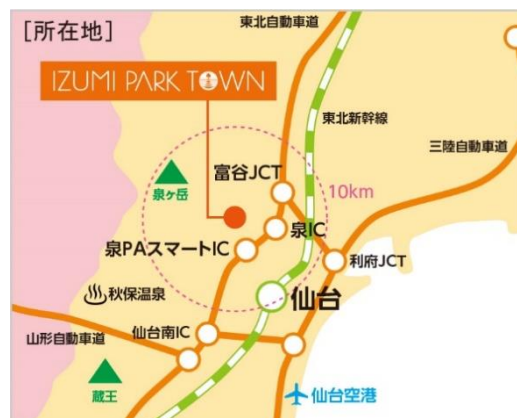 [所在地]
東北自動車道
IZUMI PARK TOWN
東北新幹線
三陸自動車道
富谷JCT
10km
泉ヶ岳
泉IC
泉PAスマートIC
利府JCT
仙台
秋保温泉
仙台南IC
山形自動車道
蔵王
仙台空港